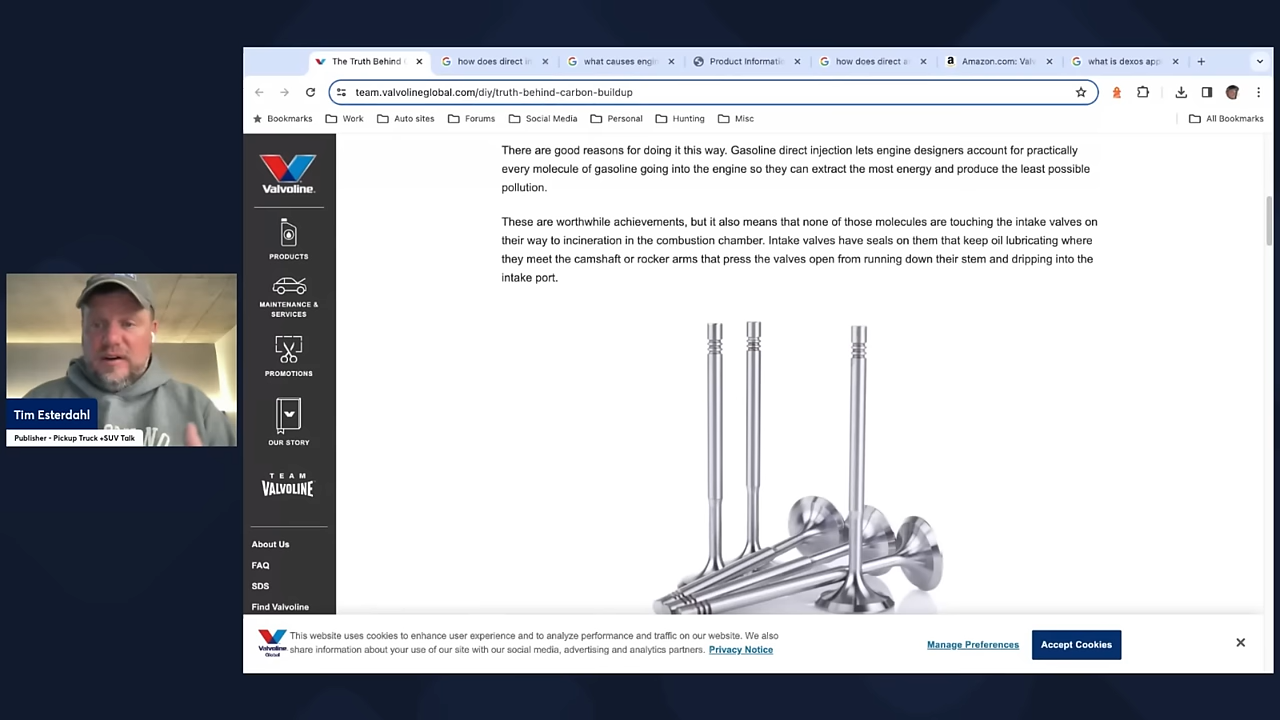 The Truth Behind
how does direct in
what causes engin
Product Informatio
how does direct a
Amazon.com: Valv
what is dexos app
team.valvolineglobal.com/diy/truth-behind-carbon-buildup
Bookmarks
Work
Auto sites
Forums
Social Media
Personal
Hunting
Misc
All Bookmarks
Valvoline
PRODUCTS
MAINTENANCE &
SERVICES
PROMOTIONS
OUR STORY
TEAM
VALVOLINE
About Us
FAQ
SDS
Find Valvoline
There are good reasons for doing it this way. Gasoline direct injection lets engine designers account for practically
every molecule of gasoline going into the engine so they can extract the most energy and produce the least possible
pollution.
These are worthwhile achievements, but it also means that none of those molecules are touching the intake valves on
their way to incineration in the combustion chamber. Intake valves have seals on them that keep oil lubricating where
they meet the camshaft or rocker arms that press the valves open from running down their stem and dripping into the
intake port.
Tim Esterdahl
Publisher - Pickup Truck +SUV Talk
Valvoline
Global
This website uses cookies to enhance user experience and to analyze performance and traffic on our website. We also
share information about your use of our site with our social media, advertising and analytics partners. Privacy Notice
Manage Preferences
Accept Cookies